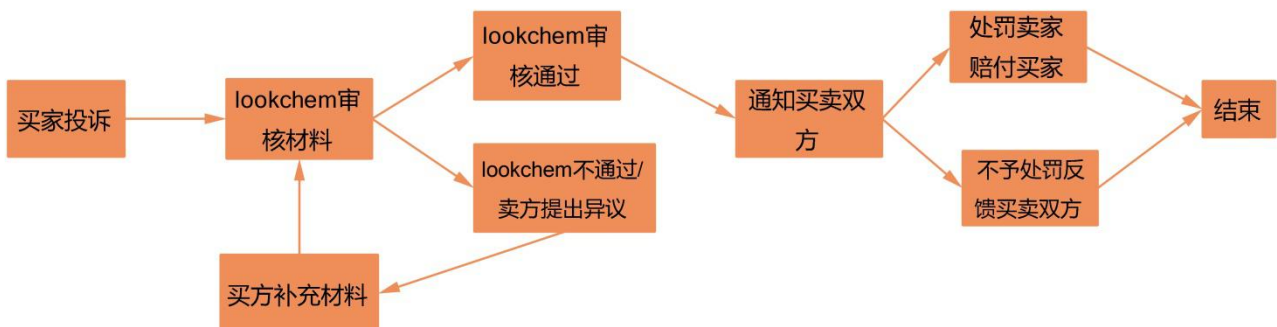 买家投诉
lookchem审
核材料
lookchem审
核通过
lookchem不通过/
卖方提出异议
买方补充材料
通知买卖双
方
处罚卖家
赔付买家
不予处罚反
馈买卖双方
结束